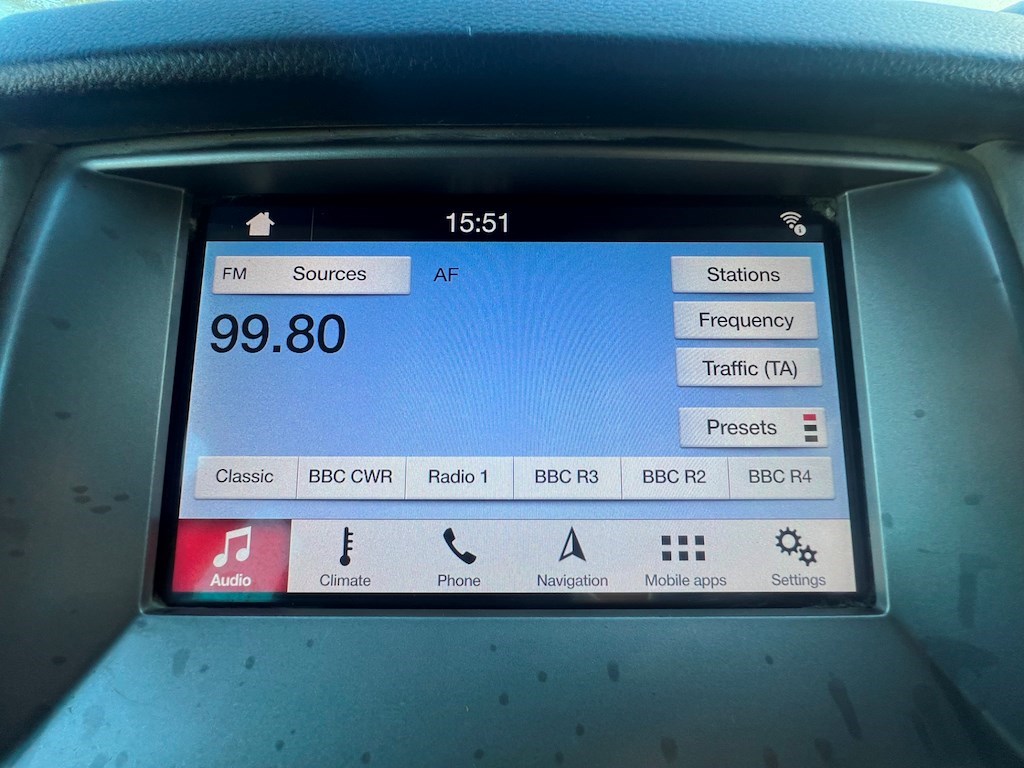 15:51
FM Sources AF Stations
99.80 Frequency
Traffic (TA)
Presets
Classic BBC CWR Radio 1 BBC R3 BBC R2 BBC R4
Audio Climate Phone Navigation Mobile apps Settings